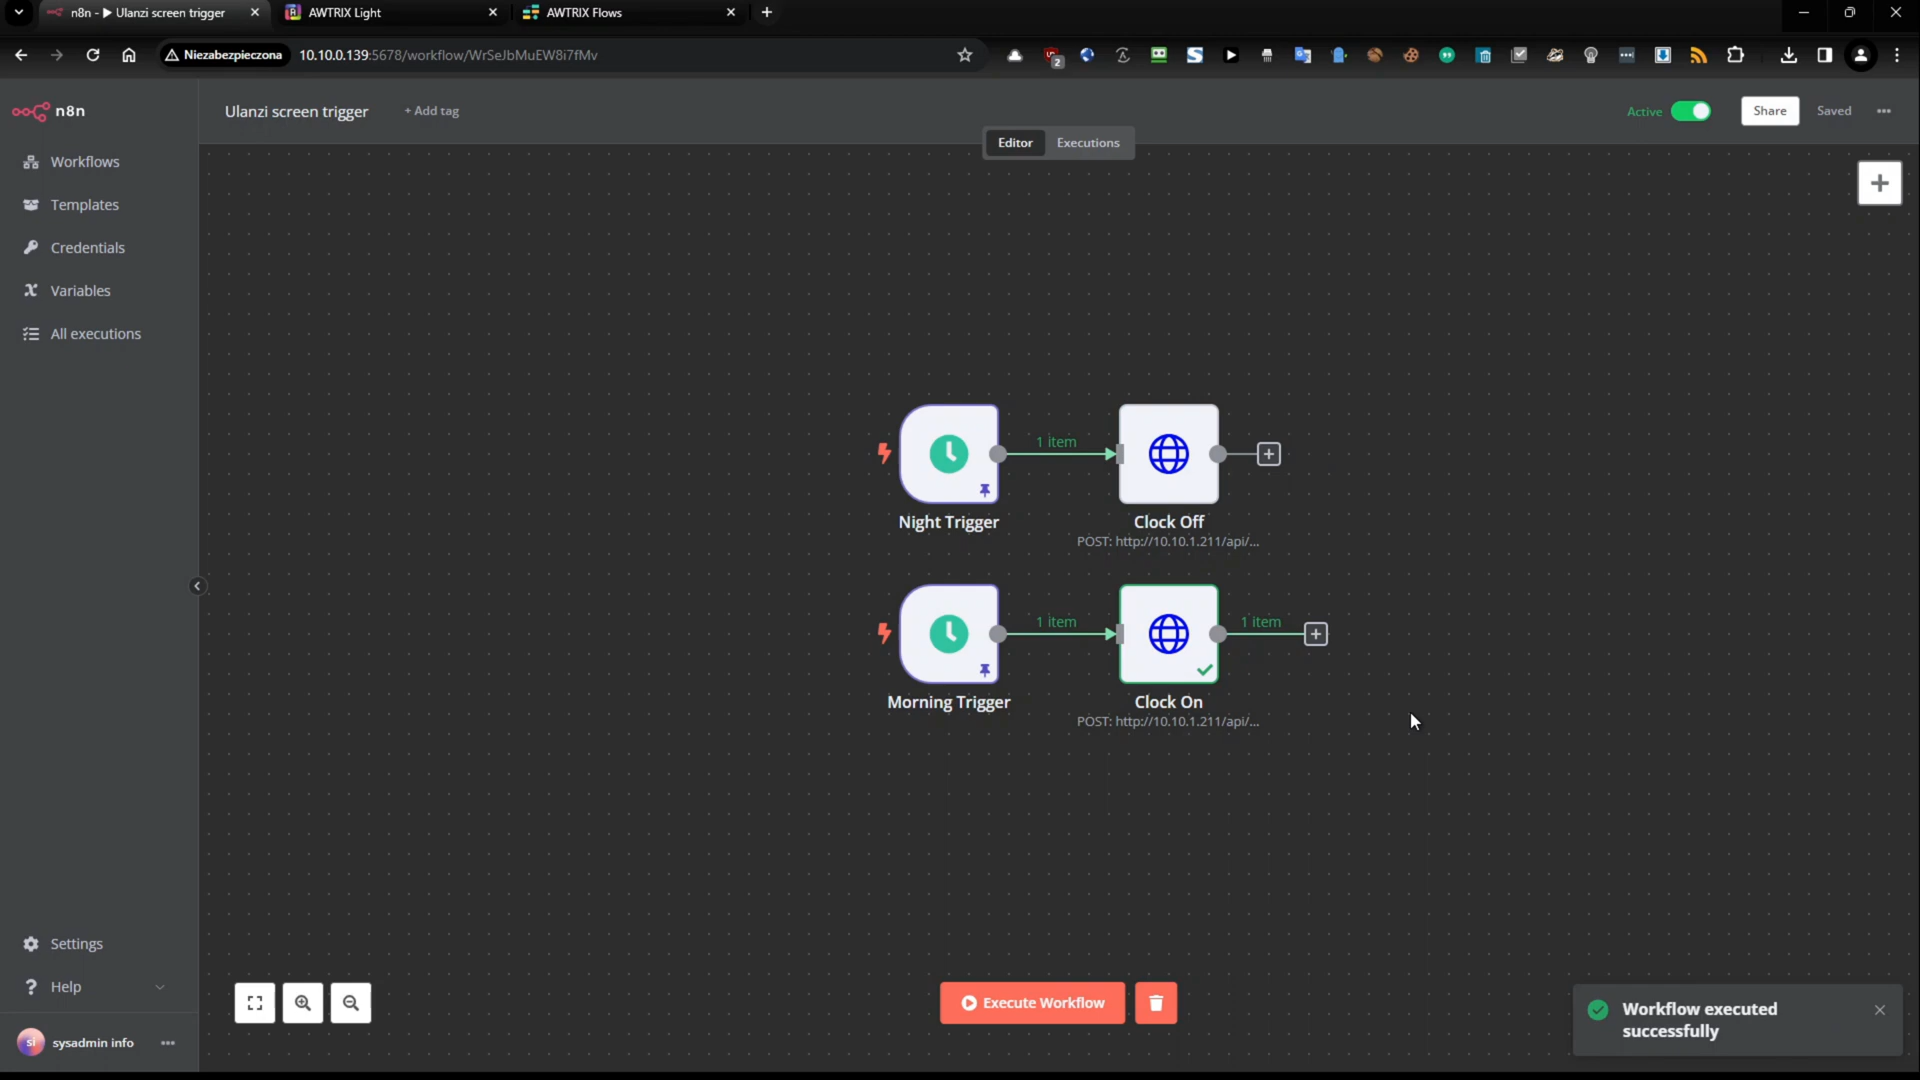 n8n - ▶ Ulanzi screen trigger
AWTRIX Light
AWTRIX Flows
Niezabezpieczona
10.10.0.139:5678/workflow/WrSeJbMuEW8i7fMv
2
n8n
Ulanzi screen trigger
+ Add tag
Active
Share
Saved
Editor
Executions
Workflows
Templates
Credentials
Variables
All executions
1 item
Night Trigger
Clock Off
POST: http://10.10.1.211/api/...
1 item
1 item
Morning Trigger
Clock On
POST: http://10.10.1.211/api/...
Settings
Help
si
sysadmin info
Execute Workflow
Workflow executed
successfully